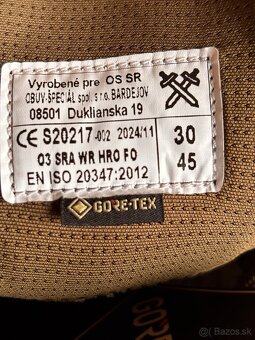 Vyrobené pre OS SR
OBUV-ŠPECIÁL spol. s r.o. BARDEJOV
08501 Duklianska 19
CE S20217-002 2024/11
30
O3 SRA WR HRO FO
45
EN ISO 20347:2012
GORE-TEX
© Bazos.sk